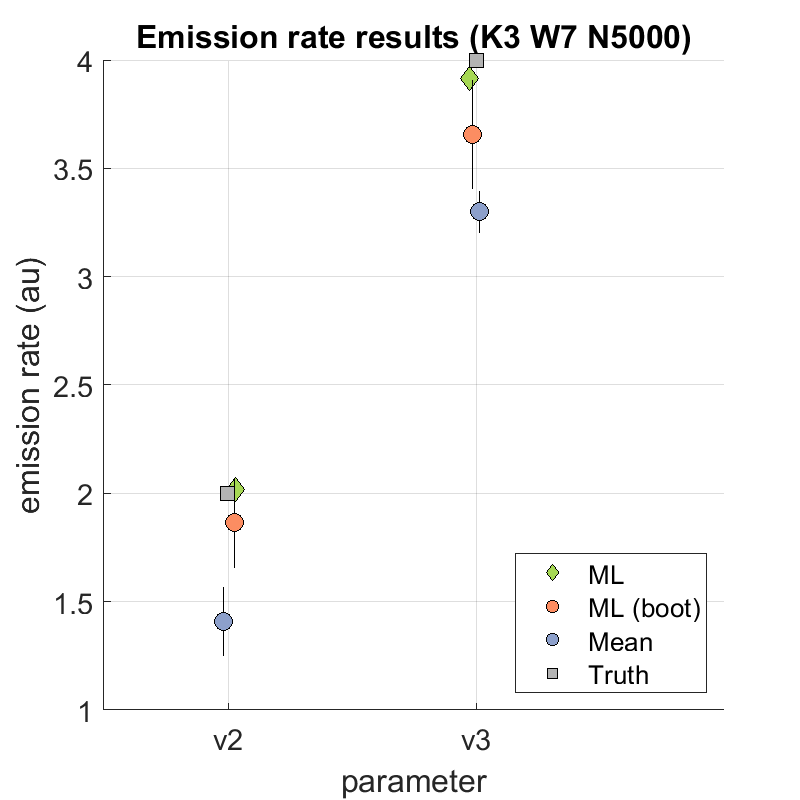 Emission rate results (K3 W7 N5000)
4
3.5
3
2.5
2
1.5
1
emission rate (au)
v2
v3
parameter
ML
ML (boot)
Mean
Truth